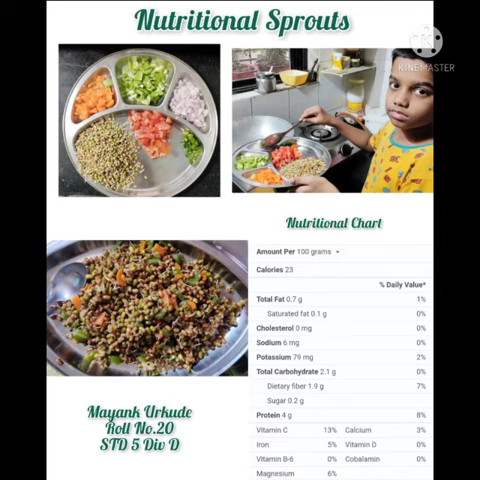 Nutritional Sprouts
KINEMASTER
Nutritional Chart
Amount Per 100 grams
Calories 23
% Daily Value*
Total Fat 0.7 g 1%
Saturated fat 0.1 g 0%
Cholesterol 0 mg 0%
Sodium 6 mg 0%
Potassium 79 mg 2%
Total Carbohydrate 2.1 g 0%
Dietary fiber 1.9 g 7%
Sugar 0.2 g
Protein 4 g 8%
Vitamin C 13% Calcium 3%
Iron 5% Vitamin D 0%
Vitamin B-6 0% Cobalamin 0%
Magnesium 6%
Mayank Urkude
Roll No.20
STD 5 Div D